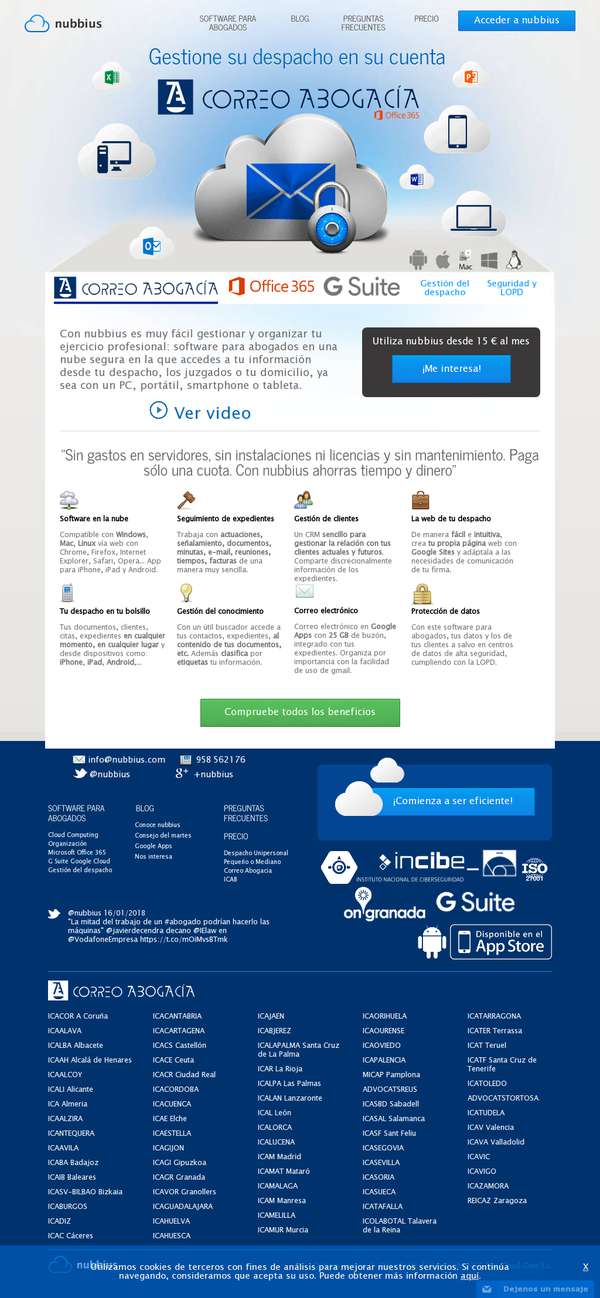 nubbius
SOFTWARE PARA ABOGADOS
BLOG
PREGUNTAS FRECUENTES
PRECIO
Acceder a nubbius
Gestione su despacho en su cuenta
CORREO ABOGACÍA
Office 365
Mac
CORREO ABOGACÍA
Office 365
G Suite
Gestión del despacho
Seguridad y LOPD
Con nubbius es muy fácil gestionar y organizar tu
ejercicio profesional: software para abogados en una
nube segura en la que accedes a tu información
desde tu despacho, los juzgados o tu domicilio, ya
sea con un PC, portátil, smartphone o tableta.
Ver video
Utiliza nubbius desde 15 € al mes
¡Me interesa!
“Sin gastos en servidores, sin instalaciones ni licencias y sin mantenimiento. Paga
sólo una cuota. Con nubbius ahorras tiempo y dinero”
Software en la nube
Compatible con Windows,
Mac, Linux vía web con
Chrome, Firefox, Internet
Explorer, Safari, Opera... App
para iPhone, iPad y Android.
Seguimiento de expedientes
Trabaja con actuaciones,
señalamiento, documentos,
minutas, e-mail, reuniones,
tiempos, facturas de una
manera muy sencilla.
Gestión de clientes
Un CRM sencillo para
gestionar la relación con tus
clientes actuales y futuros.
Comparte discrecionalmente
información de los
expedientes.
La web de tu despacho
De manera fácil e intuitiva,
crea tu propia página web con
Google Sites y adáptala a las
necesidades de comunicación
de tu firma.
Tu despacho en tu bolsillo
Tus documentos, clientes,
citas, expedientes en cualquier
momento, en cualquier lugar y
desde dispositivos como:
iPhone, iPad, Android,...
Gestión del conocimiento
Con un útil buscador accede a
tus contactos, expedientes, al
contenido de tus documentos,
etc. Además clasifica por
etiquetas tu información.
Correo electrónico
Correo electrónico en Google
Apps con 25 GB de buzón,
integrado con tus
expedientes. Organiza por
importancia con la facilidad
de uso de gmail.
Protección de datos
Con este software para
abogados, tus datos y los de
tus clientes a salvo en centros
de datos de alta seguridad,
cumpliendo con la LOPD.
Compruebe todos los beneficios
info@nubbius.com
958 562176
@nubbius
+nubbius
SOFTWARE PARA ABOGADOS
Cloud Computing
Organización
Microsoft Office 365
G Suite Google Cloud
Gestión del despacho
BLOG
Conoce nubbius
Consejo del martes
Google Apps
Nos interesa
PREGUNTAS FRECUENTES
PRECIO
Despacho Unipersonal
Pequeño o Mediano
Correo Abogacia
ICAB
¡Comienza a ser eficiente!
incibe_
INSTITUTO NACIONAL DE CIBERSEGURIDAD
ISO
27001
on granada
G Suite
Disponible en el
App Store
@nubbius 16/01/2018
"La mitad del trabajo de un #abogado podrían hacerlo las
máquinas" @javierdecendra decano @IElaw en
@VodafoneEmpresa https://t.co/mOiMvs8Tmk
CORREO ABOGACÍA
ICACOR A Coruña
ICAALAVA
ICALBA Albacete
ICAAH Alcalá de Henares
ICAALCOY
ICALI Alicante
ICA Almeria
ICAALZIRA
ICANTEQUERA
ICAAVILA
ICABA Badajoz
ICAIB Baleares
ICASV-BILBAO Bizkaia
ICABURGOS
ICADIZ
ICAC Cáceres
ICACANTABRIA
ICACARTAGENA
ICACS Castellón
ICACE Ceuta
ICACR Ciudad Real
ICACORDOBA
ICACUENCA
ICAE Elche
ICAESTELLA
ICAGIJON
ICAGI Gipuzkoa
ICAGR Granada
ICAVOR Granollers
ICAGUADALAJARA
ICAHUELVA
ICAHUESCA
ICAJAEN
ICABJEREZ
ICALAPALMA Santa Cruz
de La Palma
ICAR La Rioja
ICALPA Las Palmas
ICALAN Lanzaronte
ICAL León
ICALORCA
ICALUCENA
ICAM Madrid
ICAMAT Mataró
ICAMALAGA
ICAM Manresa
ICAMELILLA
ICAMUR Murcia
ICAORIHUELA
ICAOURENSE
ICAOVIEDO
ICAPALENCIA
MICAP Pamplona
ADVOCATSREUS
ICASBD Sabadell
ICASAL Salamanca
ICASF Sant Feliu
ICASEGOVIA
ICASEVILLA
ICASORIA
ICASUECA
ICATAFALLA
ICOLABOTAL Talavera
de la Reina
ICATARRAGONA
ICATER Terrassa
ICAT Teruel
ICATF Santa Cruz de
Tenerife
ICATOLEDO
ADVOCATSTORTOSA
ICATUDELA
ICAV Valencia
ICAVA Valladolid
ICAVIC
ICAVIGO
ICAZAMORA
REICAZ Zaragoza
nubbius
Utilizamos cookies de terceros con fines de análisis para mejorar nuestros servicios. Si continúa
navegando, consideramos que acepta su uso. Puede obtener más información aquí.
X
Dejenos un mensaje